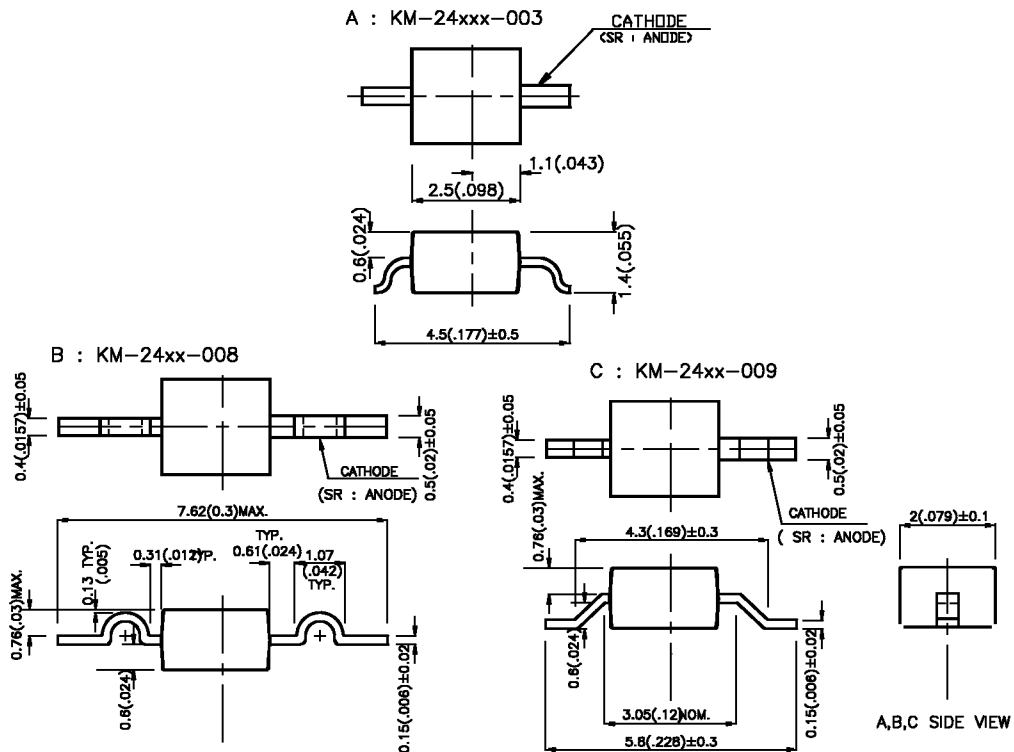 A : KM-24xxx-003
CATHODE
(SR : ANODE)
1.1(.043)
2.5(.098)
0.6(.024)
1.4(.055)
4.5(.177)±0.5
B : KM-24xx-008
0.4(.0157)±0.05
0.5(.02)±0.05
CATHODE
(SR : ANODE)
7.62(0.3)MAX.
0.76(.03)MAX.
0.13 TYP.
(.005)
0.31(.012)TYP.
TYP.
0.61(.024)
1.07
(.042)
TYP.
0.6(.024)
0.15(.006)±0.02
C : KM-24xx-009
0.4(.0157)±0.05
0.5(.02)±0.05
CATHODE
( SR : ANODE)
0.76(.03)MAX.
4.3(.169)±0.3
0.6(.024)
3.05(.12)NOM.
5.8(.228)±0.3
0.15(.006)±0.02
2(.079)±0.1
A,B,C SIDE VIEW